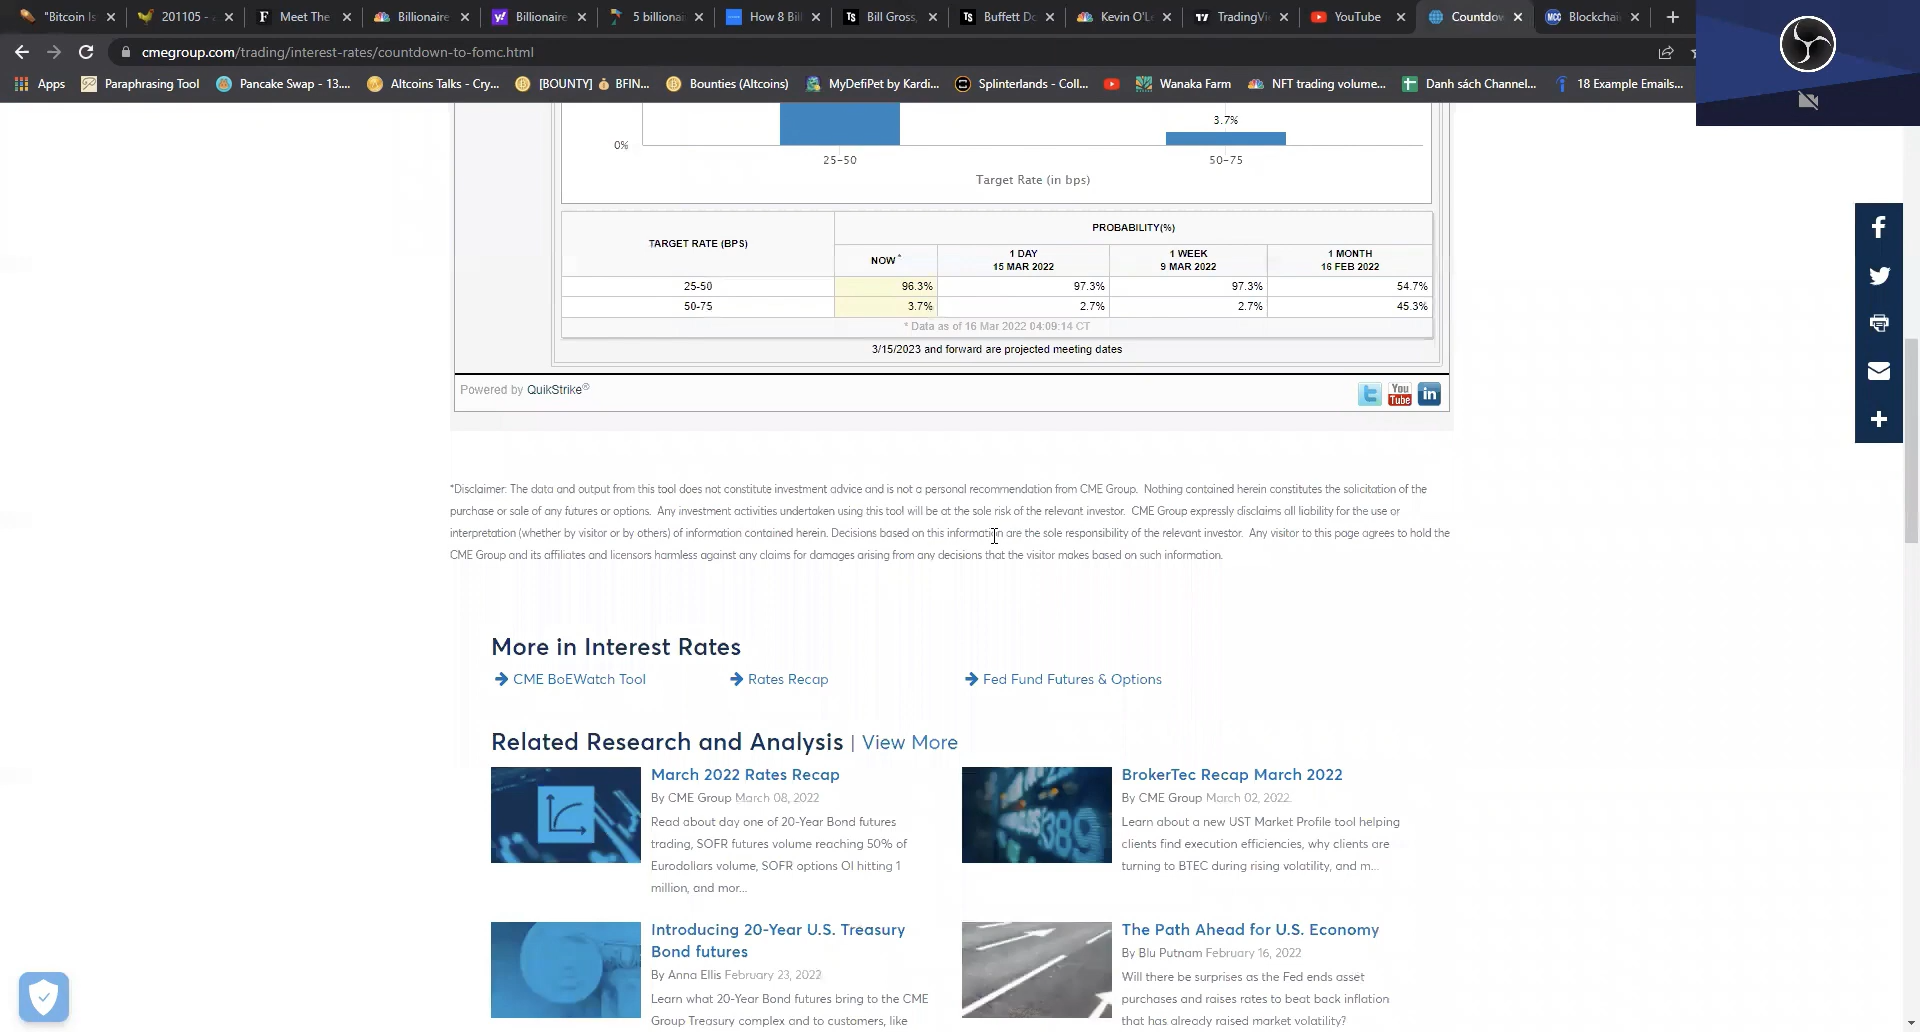 "Bitcoin Is
201105 -
Meet The
Billionaire
Billionaire
5 billiona
How 8 Bil
Bill Gross,
Buffett Do
Kevin O'L
TradingVi
YouTube
Countdow
Blockchai
cmegroup.com/trading/interest-rates/countdown-to-fomc.html
Apps
Paraphrasing Tool
Pancake Swap - 13....
Altcoins Talks - Cry...
[BOUNTY] BFIN...
Bounties (Altcoins)
MyDefiPet by Kardi...
Splinterlands - Coll...
Wanaka Farm
NFT trading volume...
Danh sách Channel...
18 Example Emails...
3.7%
0%
25-50 50-75
Target Rate (in bps)
TARGET RATE (BPS) PROBABILITY(%)
NOW * 1 DAY 15 MAR 2022 1 WEEK 9 MAR 2022 1 MONTH 16 FEB 2022
25-50 96.3% 97.3% 97.3% 54.7%
50-75 3.7% 2.7% 2.7% 45.3%
* Data as of 16 Mar 2022 04:09:14 CT
3/15/2023 and forward are projected meeting dates
Powered by QuikStrike®
You Tube in
*Disclaimer: The data and output from this tool does not constitute investment advice and is not a personal recommendation from CME Group. Nothing contained herein constitutes the solicitation of the
purchase or sale of any futures or options. Any investment activities undertaken using this tool will be at the sole risk of the relevant investor. CME Group expressly disclaims all liability for the use or
interpretation (whether by visitor or by others) of information contained herein. Decisions based on this information are the sole responsibility of the relevant investor. Any visitor to this page agrees to hold the
CME Group and its affiliates and licensors harmless against any claims for damages arising from any decisions that the visitor makes based on such information.
More in Interest Rates
CME BoEWatch Tool
Rates Recap
Fed Fund Futures & Options
Related Research and Analysis | View More
March 2022 Rates Recap
By CME Group March 08, 2022
Read about day one of 20-Year Bond futures
trading, SOFR futures volume reaching 50% of
Eurodollars volume, SOFR options OI hitting 1
million, and mor...
BrokerTec Recap March 2022
By CME Group March 02, 2022.
Learn about a new UST Market Profile tool helping
clients find execution efficiencies, why clients are
turning to BTEC during rising volatility, and m...
Introducing 20-Year U.S. Treasury
Bond futures
By Anna Ellis February 23, 2022
Learn what 20-Year Bond futures bring to the CME
Group Treasury complex and to customers, like
The Path Ahead for U.S. Economy
By Blu Putnam February 16, 2022
Will there be surprises as the Fed ends asset
purchases and raises rates to beat back inflation
that has already raised market volatility?